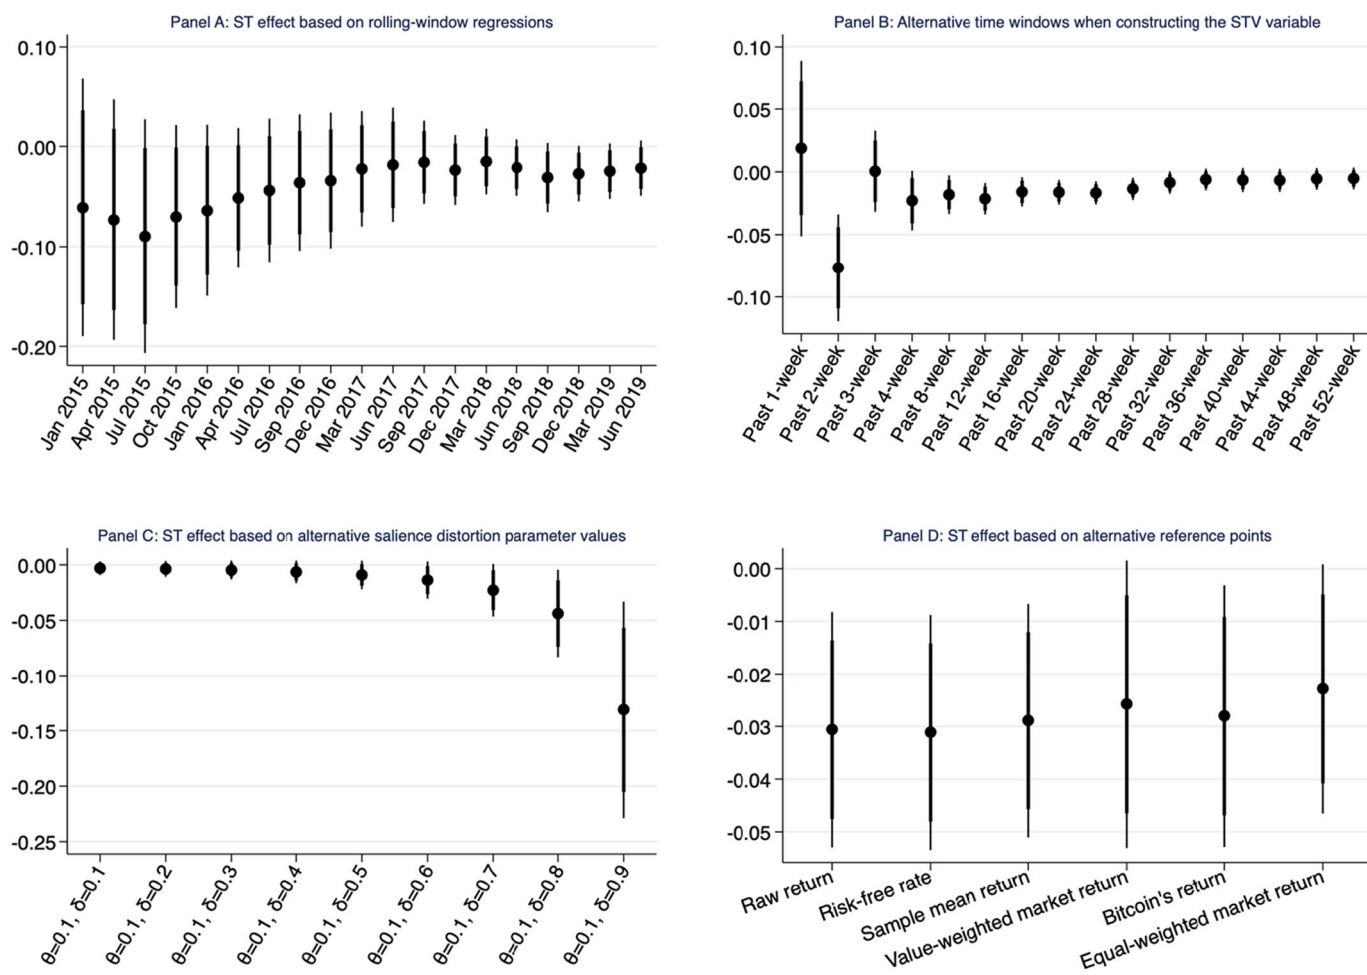 Panel A: ST effect based on rolling-window regressions
0.10
0.00
-0.10
-0.20
Jan 2015
Apr 2015
Jul 2015
Oct 2015
Jan 2016
Apr 2016
Jul 2016
Sep 2016
Dec 2016
Mar 2017
Jun 2017
Sep 2017
Dec 2017
Mar 2018
Jun 2018
Sep 2018
Dec 2018
Mar 2019
Jun 2019
Panel B: Alternative time windows when constructing the STV variable
0.10
0.05
0.00
-0.05
-0.10
Past 1-week
Past 2-week
Past 3-week
Past 4-week
Past 8-week
Past 12-week
Past 16-week
Past 20-week
Past 24-week
Past 28-week
Past 32-week
Past 36-week
Past 40-week
Past 44-week
Past 48-week
Past 52-week
Panel C: ST effect based on alternative salience distortion parameter values
0.00
-0.05
-0.10
-0.15
-0.20
-0.25
θ=0.1, δ=0.1
θ=0.1, δ=0.2
θ=0.1, δ=0.3
θ=0.1, δ=0.4
θ=0.1, δ=0.5
θ=0.1, δ=0.6
θ=0.1, δ=0.7
θ=0.1, δ=0.8
θ=0.1, δ=0.9
Panel D: ST effect based on alternative reference points
0.00
-0.01
-0.02
-0.03
-0.04
-0.05
Raw return
Risk-free rate
Sample mean return
Value-weighted market return
Bitcoin's return
Equal-weighted market return